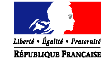 Liberté • Égalité • Fraternité
RÉPUBLIQUE FRANÇAISE